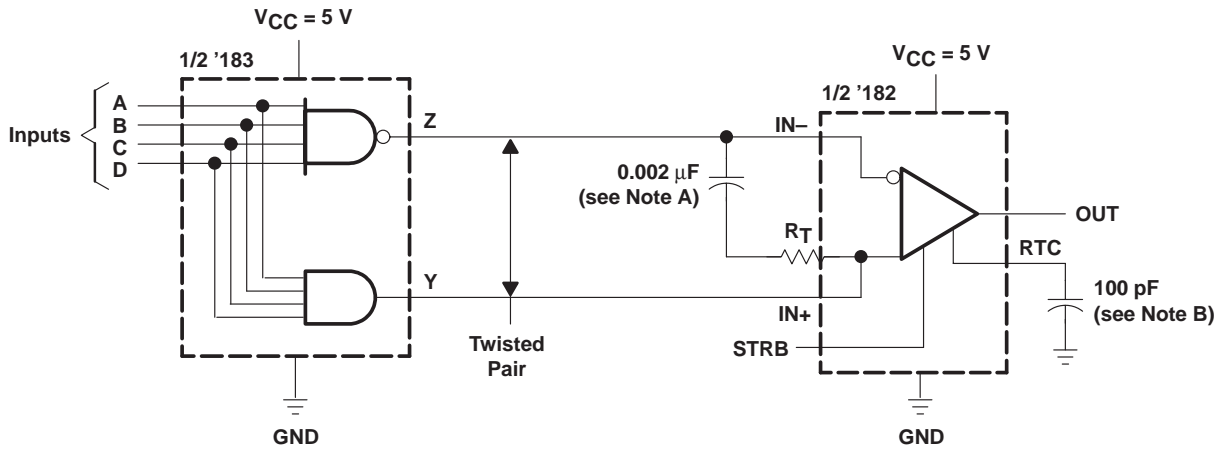 VCC = 5 V
1/2 '183
Inputs
A
B
C
D
Z
Y
Twisted
Pair
GND
VCC = 5 V
1/2 '182
IN–
0.002 μF
(see Note A)
RT
IN+
STRB
OUT
RTC
100 pF
(see Note B)
GND